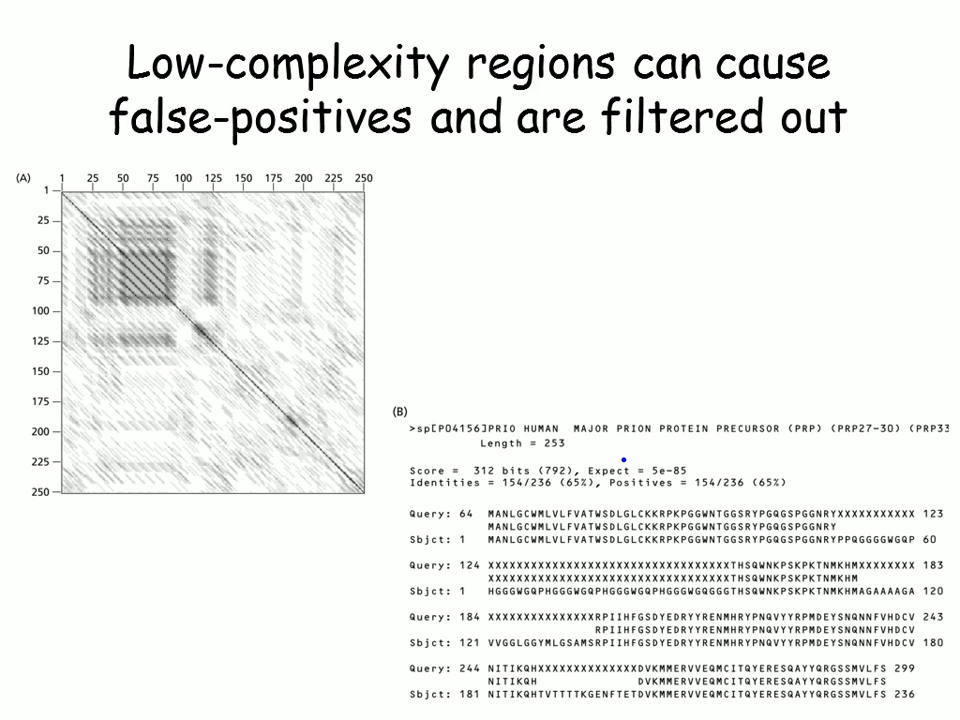 Low-complexity regions can cause
false-positives and are filtered out
(A) 1 25 50 75 100 125 150 175 200 225 250
1
25
50
75
100
125
150
175
200
225
250
(B)
>sp[P04156]PRIO HUMAN MAJOR PRION PROTEIN PRECURSOR (PRP) (PRP27-30) (PRP33
Length = 253
Score = 312 bits (792), Expect = 5e-85
Identities = 154/236 (65%), Positives = 154/236 (65%)
Query: 64 MANLGCWMLVLFVATWSDLGLCKKRPKPGGWNTGGSRYPGQGSPGGNRYXXXXXXXXXXX 123
MANLGCWMLVLFVATWSDLGLCKKRPKPGGWNTGGSRYPGQGSPGGNRY
Sbjct: 1 MANLGCWMLVLFVATWSDLGLCKKRPKPGGWNTGGSRYPGQGSPGGNRYPPQGGGGWGQP 60
Query: 124 XXXXXXXXXXXXXXXXXXXXXXXXXXXXXXXXXXTHSQWNKPSKPKTNMKHMXXXXXXXX 183
XXXXXXXXXXXXXXXXXXXXXXXXXXXXXXXXXXTHSQWNKPSKPKTNMKHM
Sbjct: 1 HGGGWGQPHGGGWGQPHGGGWGQPHGGGWGQGGGTHSQWNKPSKPKTNMKHMAGAAAAGA 120
Query: 184 XXXXXXXXXXXXXXXXXRPIIHFGSDYEDRYYRENMHRYPNQVYYRPMDEYSNQNNFVHDCV 243
RPIIHFGSDYEDRYYRENMHRYPNQVYYRPMDEYSNQNNFVHDCV
Sbjct: 121 VVGGLGGYMLGSAMSRPIIHFGSDYEDRYYRENMHRYPNQVYYRPMDEYSNQNNFVHDCV 180
Query: 244 NITIKQHXXXXXXXXXXXXXXXDVKMMERVVEQMCITQYERESQAYYQRGSSMVLFS 299
NITIKQH DVKMMERVVEQMCITQYERESQAYYQRGSSMVLFS
Sbjct: 181 NITIKQHTVTTTTKGENFTETDVKMMERVVEQMCITQYERESQAYYQRGSSMVLFS 236